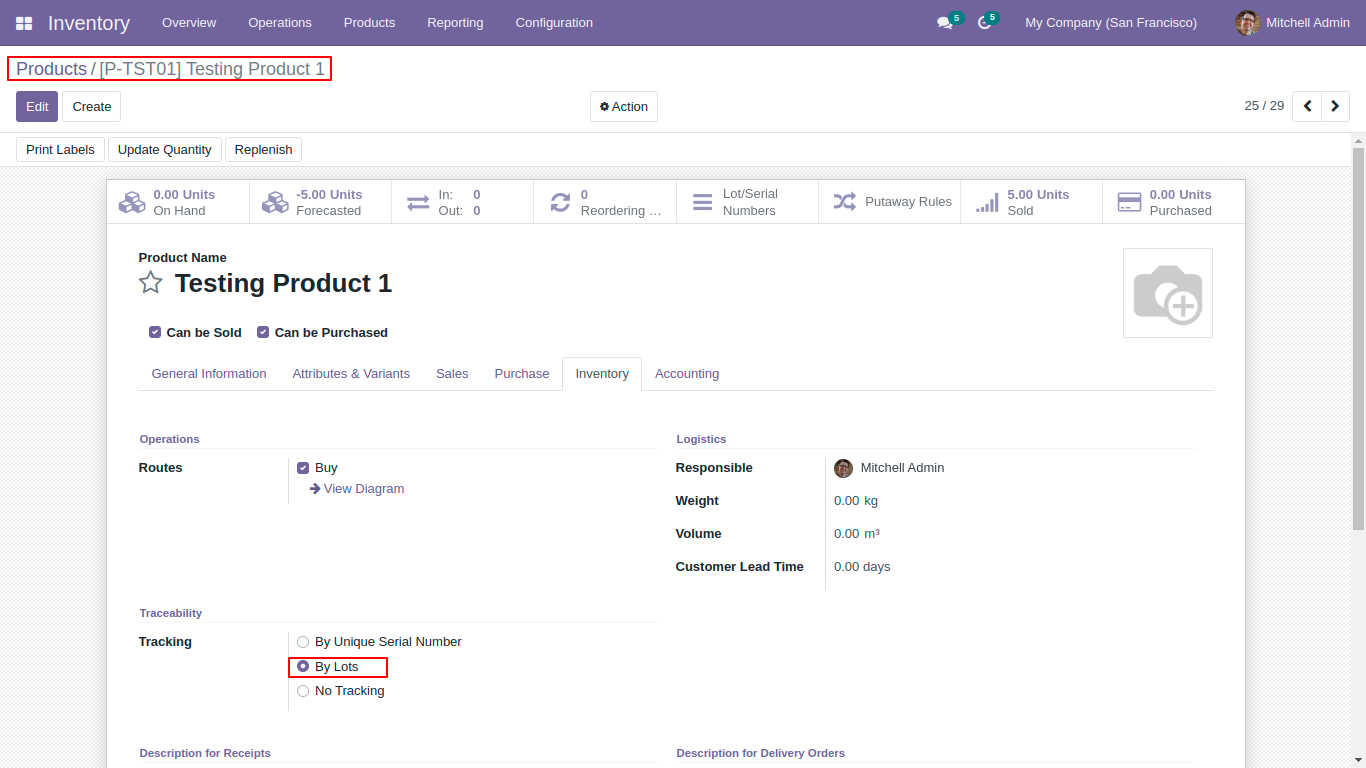 Inventory Overview Operations Products Reporting Configuration 5 5 My Company (San Francisco) Mitchell Admin
Products / [P-TST01] Testing Product 1
Edit Create Action 25 / 29
Print Labels Update Quantity Replenish
0.00 Units
On Hand
-5.00 Units
Forecasted
In: 0
Out: 0
0
Reordering ...
Lot/Serial
Numbers
Putaway Rules
5.00 Units
Sold
0.00 Units
Purchased
Product Name
Testing Product 1
Can be Sold Can be Purchased
General Information Attributes & Variants Sales Purchase Inventory Accounting
Operations
Routes Buy
View Diagram
Logistics
Responsible Mitchell Admin
Weight 0.00 kg
Volume 0.00 m³
Customer Lead Time 0.00 days
Traceability
Tracking By Unique Serial Number
By Lots
No Tracking
Description for Receipts
Description for Delivery Orders